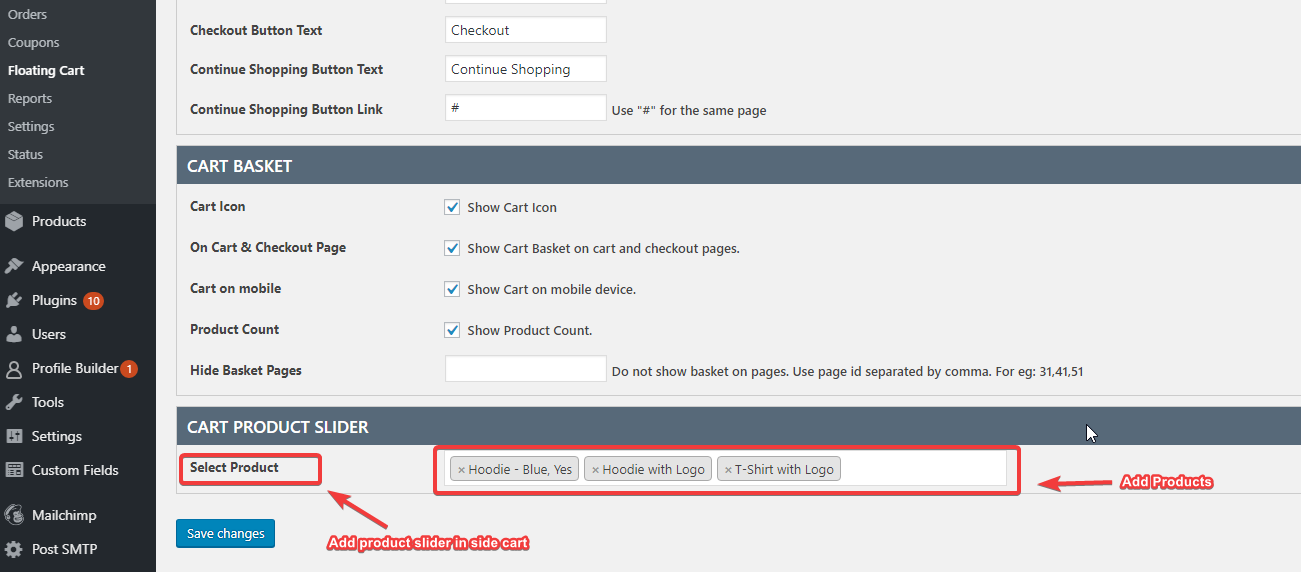 Orders
Coupons
Floating Cart
Reports
Settings
Status
Extensions
Products
Appearance
Plugins 10
Users
Profile Builder 1
Tools
Settings
Custom Fields
Mailchimp
Post SMTP
Checkout Button Text Checkout
Continue Shopping Button Text Continue Shopping
Continue Shopping Button Link # Use "#" for the same page
CART BASKET
Cart Icon Show Cart Icon
On Cart & Checkout Page Show Cart Basket on cart and checkout pages.
Cart on mobile Show Cart on mobile device.
Product Count Show Product Count.
Hide Basket Pages Do not show basket on pages. Use page id separated by comma. For eg: 31,41,51
CART PRODUCT SLIDER
Select Product × Hoodie - Blue, Yes × Hoodie with Logo × T-Shirt with Logo
Add Products
Save changes
Add product slider in side cart